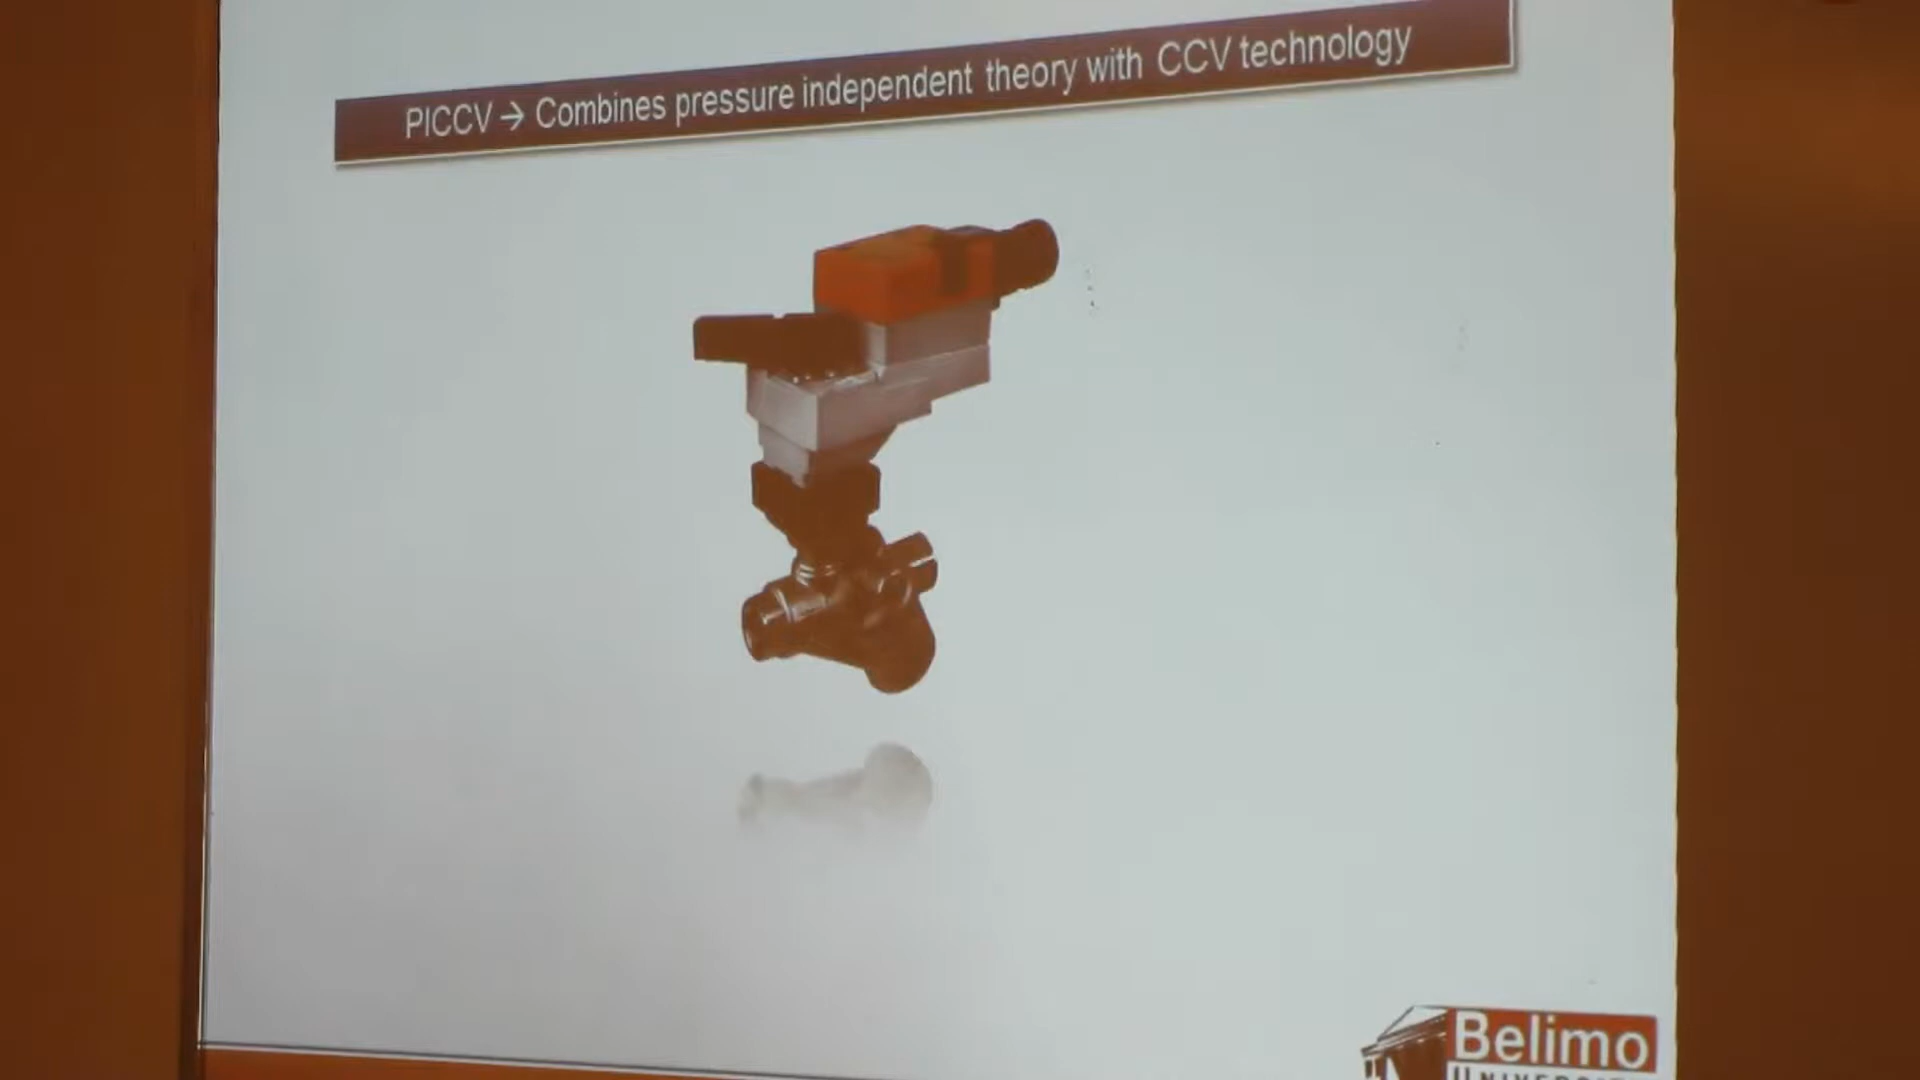 PICCV → Combines pressure independent theory with CCV technology
Belimo